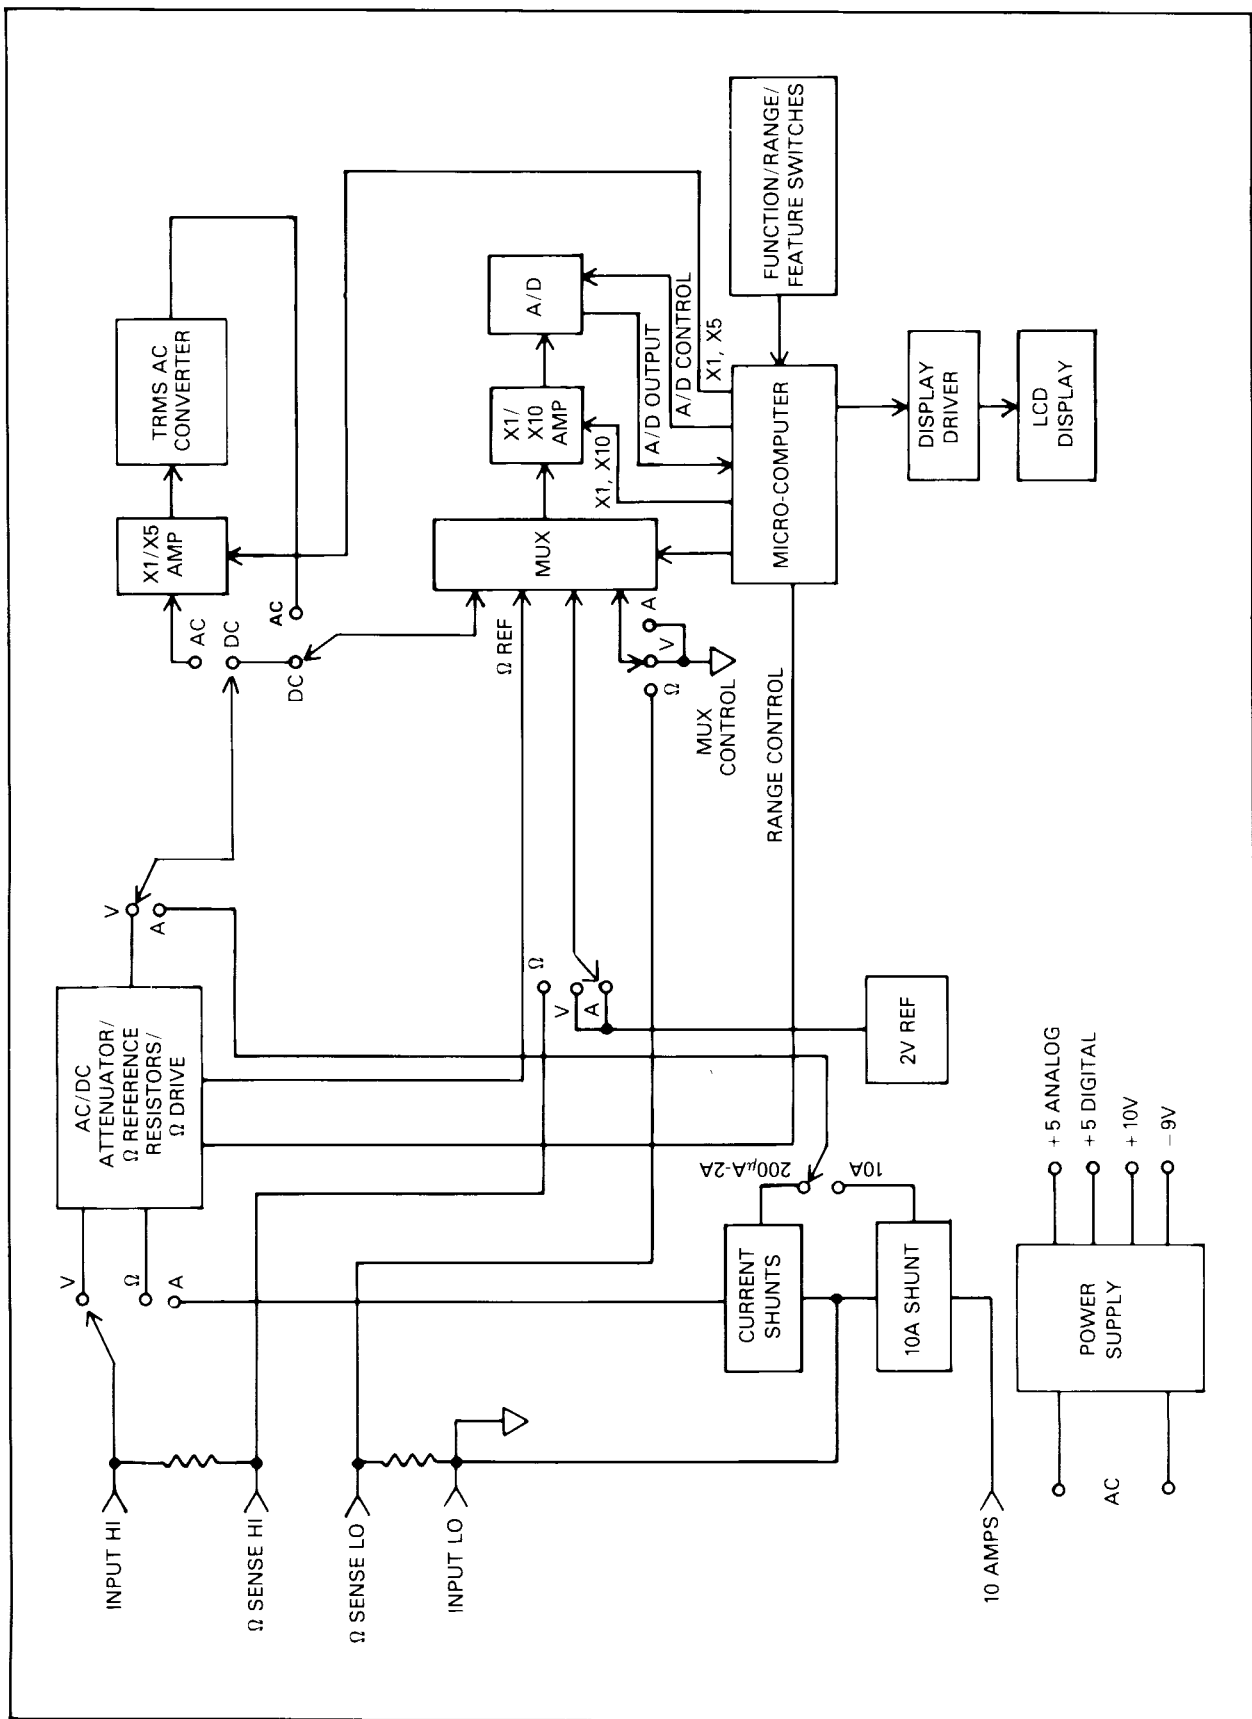 INPUT HI
Ω SENSE HI
Ω SENSE LO
INPUT LO
10 AMPS
V
Ω
A
AC/DC
ATTENUATOR/
Ω REFERENCE
RESISTORS/
Ω DRIVE
V
A
AC
DC
DC
AC
X1/X5
AMP
TRMS AC
CONVERTER
Ω REF
Ω
V
A
MUX
X1/
X10
AMP
A/D
X1, X10
A/D OUTPUT
A/D CONTROL
X1, X5
Ω
V
A
MUX
CONTROL
RANGE CONTROL
MICRO-COMPUTER
FUNCTION/RANGE/
FEATURE SWITCHES
DISPLAY
DRIVER
LCD
DISPLAY
2V REF
CURRENT
SHUNTS
200µA-2A
10A
10A SHUNT
AC
POWER
SUPPLY
+5 ANALOG
+5 DIGITAL
+10V
−9V